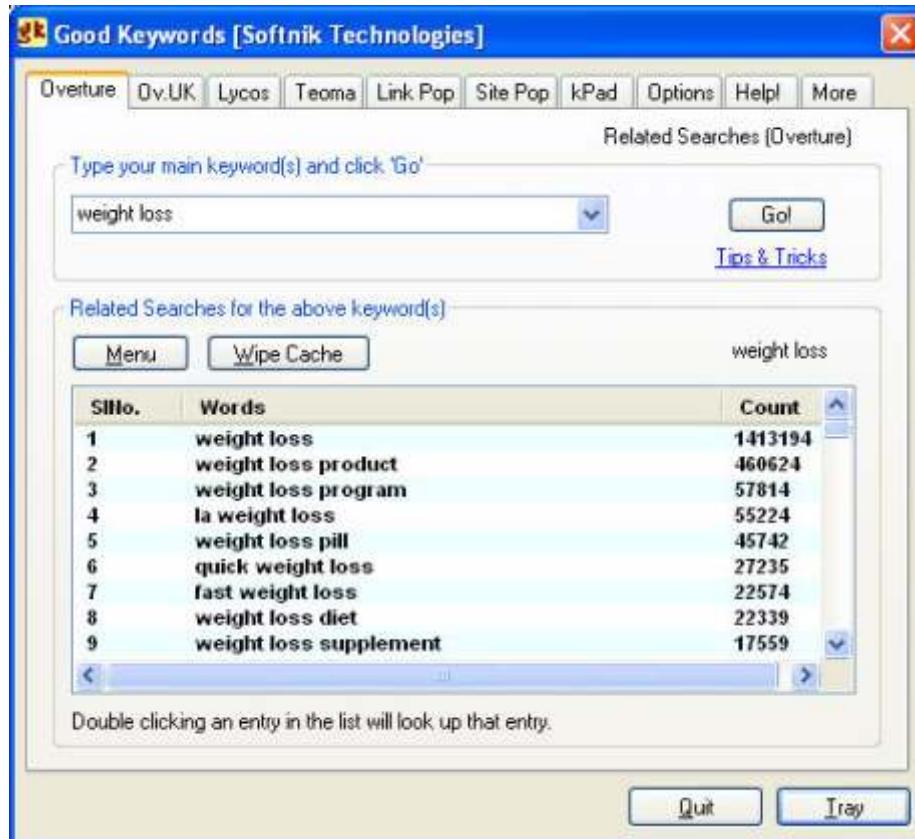 Good Keywords [Softnik Technologies]
Overture Ov.UK Lycos Teoma Link Pop Site Pop kPad Options Help! More
Related Searches (Overture)
Type your main keyword(s) and click 'Go'
weight loss Go!
Tips & Tricks
Related Searches for the above keyword(s)
Menu Wipe Cache weight loss
SlNo. Words Count
1 weight loss 1413194
2 weight loss product 460624
3 weight loss program 57814
4 la weight loss 55224
5 weight loss pill 45742
6 quick weight loss 27235
7 fast weight loss 22574
8 weight loss diet 22339
9 weight loss supplement 17559
Double clicking an entry in the list will look up that entry.
Quit Tray